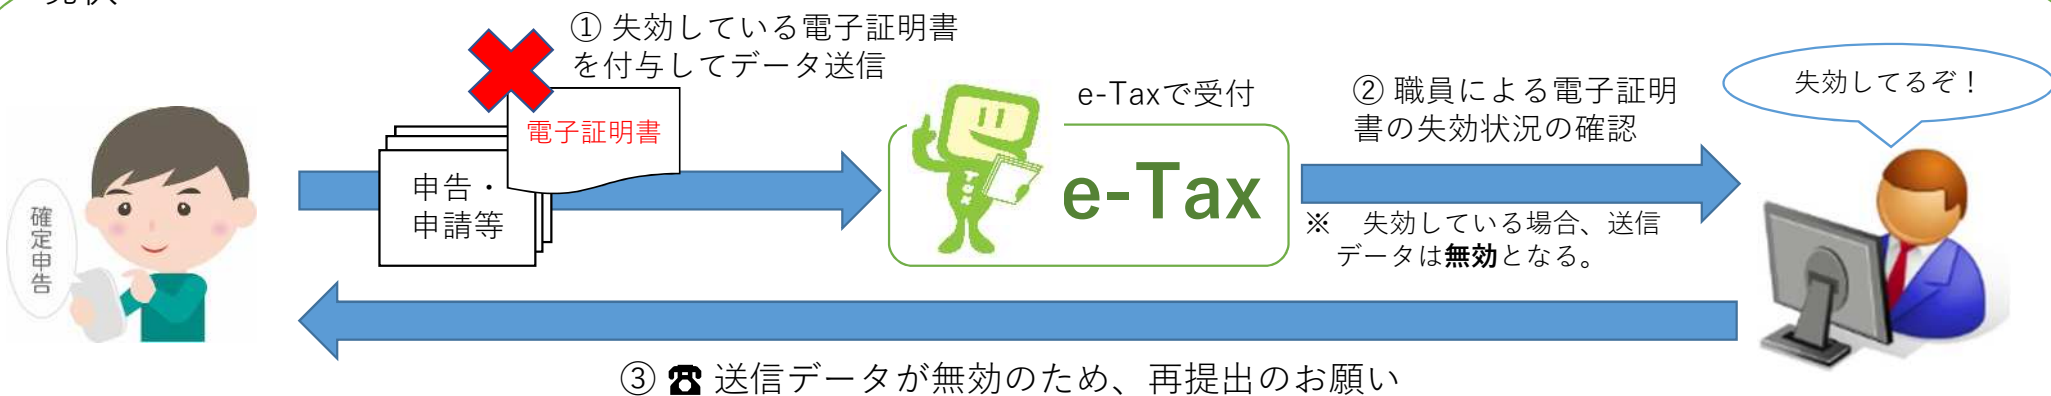 ① 失効している電子証明書
を付与してデータ送信
電子証明書
申告・
申請等
確定申告
e-Taxで受付
e-Tax
② 職員による電子証明
書の失効状況の確認
※　失効している場合、送信
データは無効となる。
失効してるぞ！
③ ☎ 送信データが無効のため、再提出のお願い